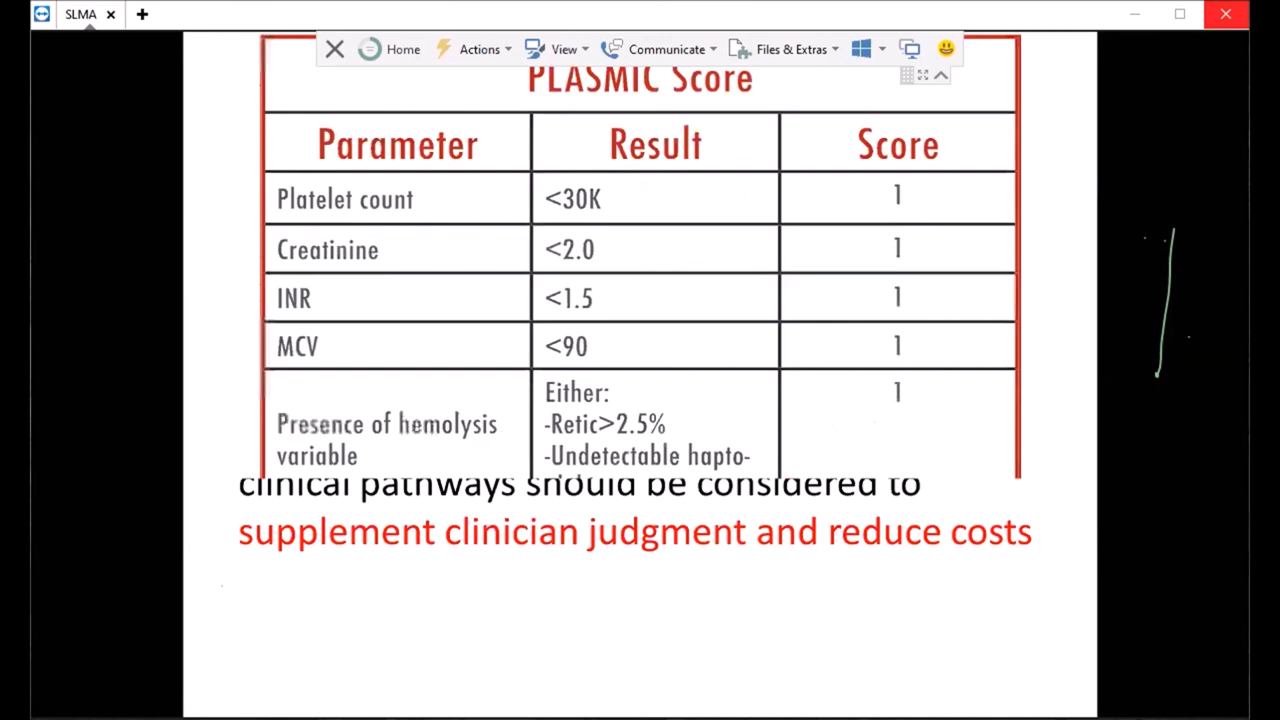 SLMA
Home Actions View Communicate Files & Extras
PLASMIC Score
Parameter Result Score
Platelet count <30K 1
Creatinine <2.0 1
INR <1.5 1
MCV <90 1
Either: 1
-Retic>2.5%
Presence of hemolysis
variable
-Undetectable hapto-
clinical pathways should be considered to
supplement clinician judgment and reduce costs